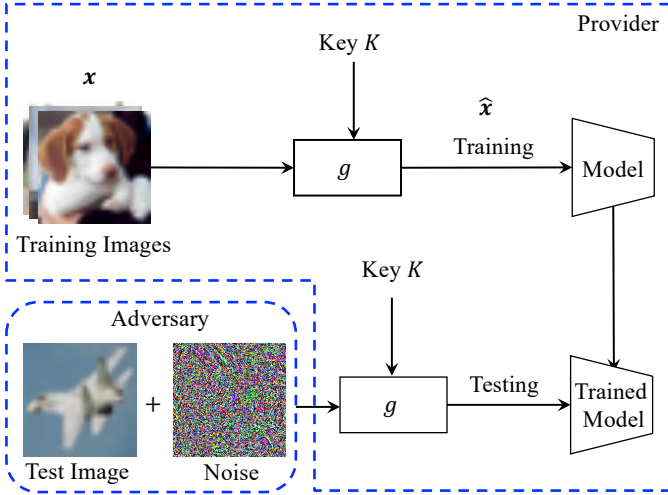 Provider
Key K
x
x̂
Training
g
Model
Training Images
Key K
Adversary
Testing
g
Trained
Model
+
Test Image
Noise